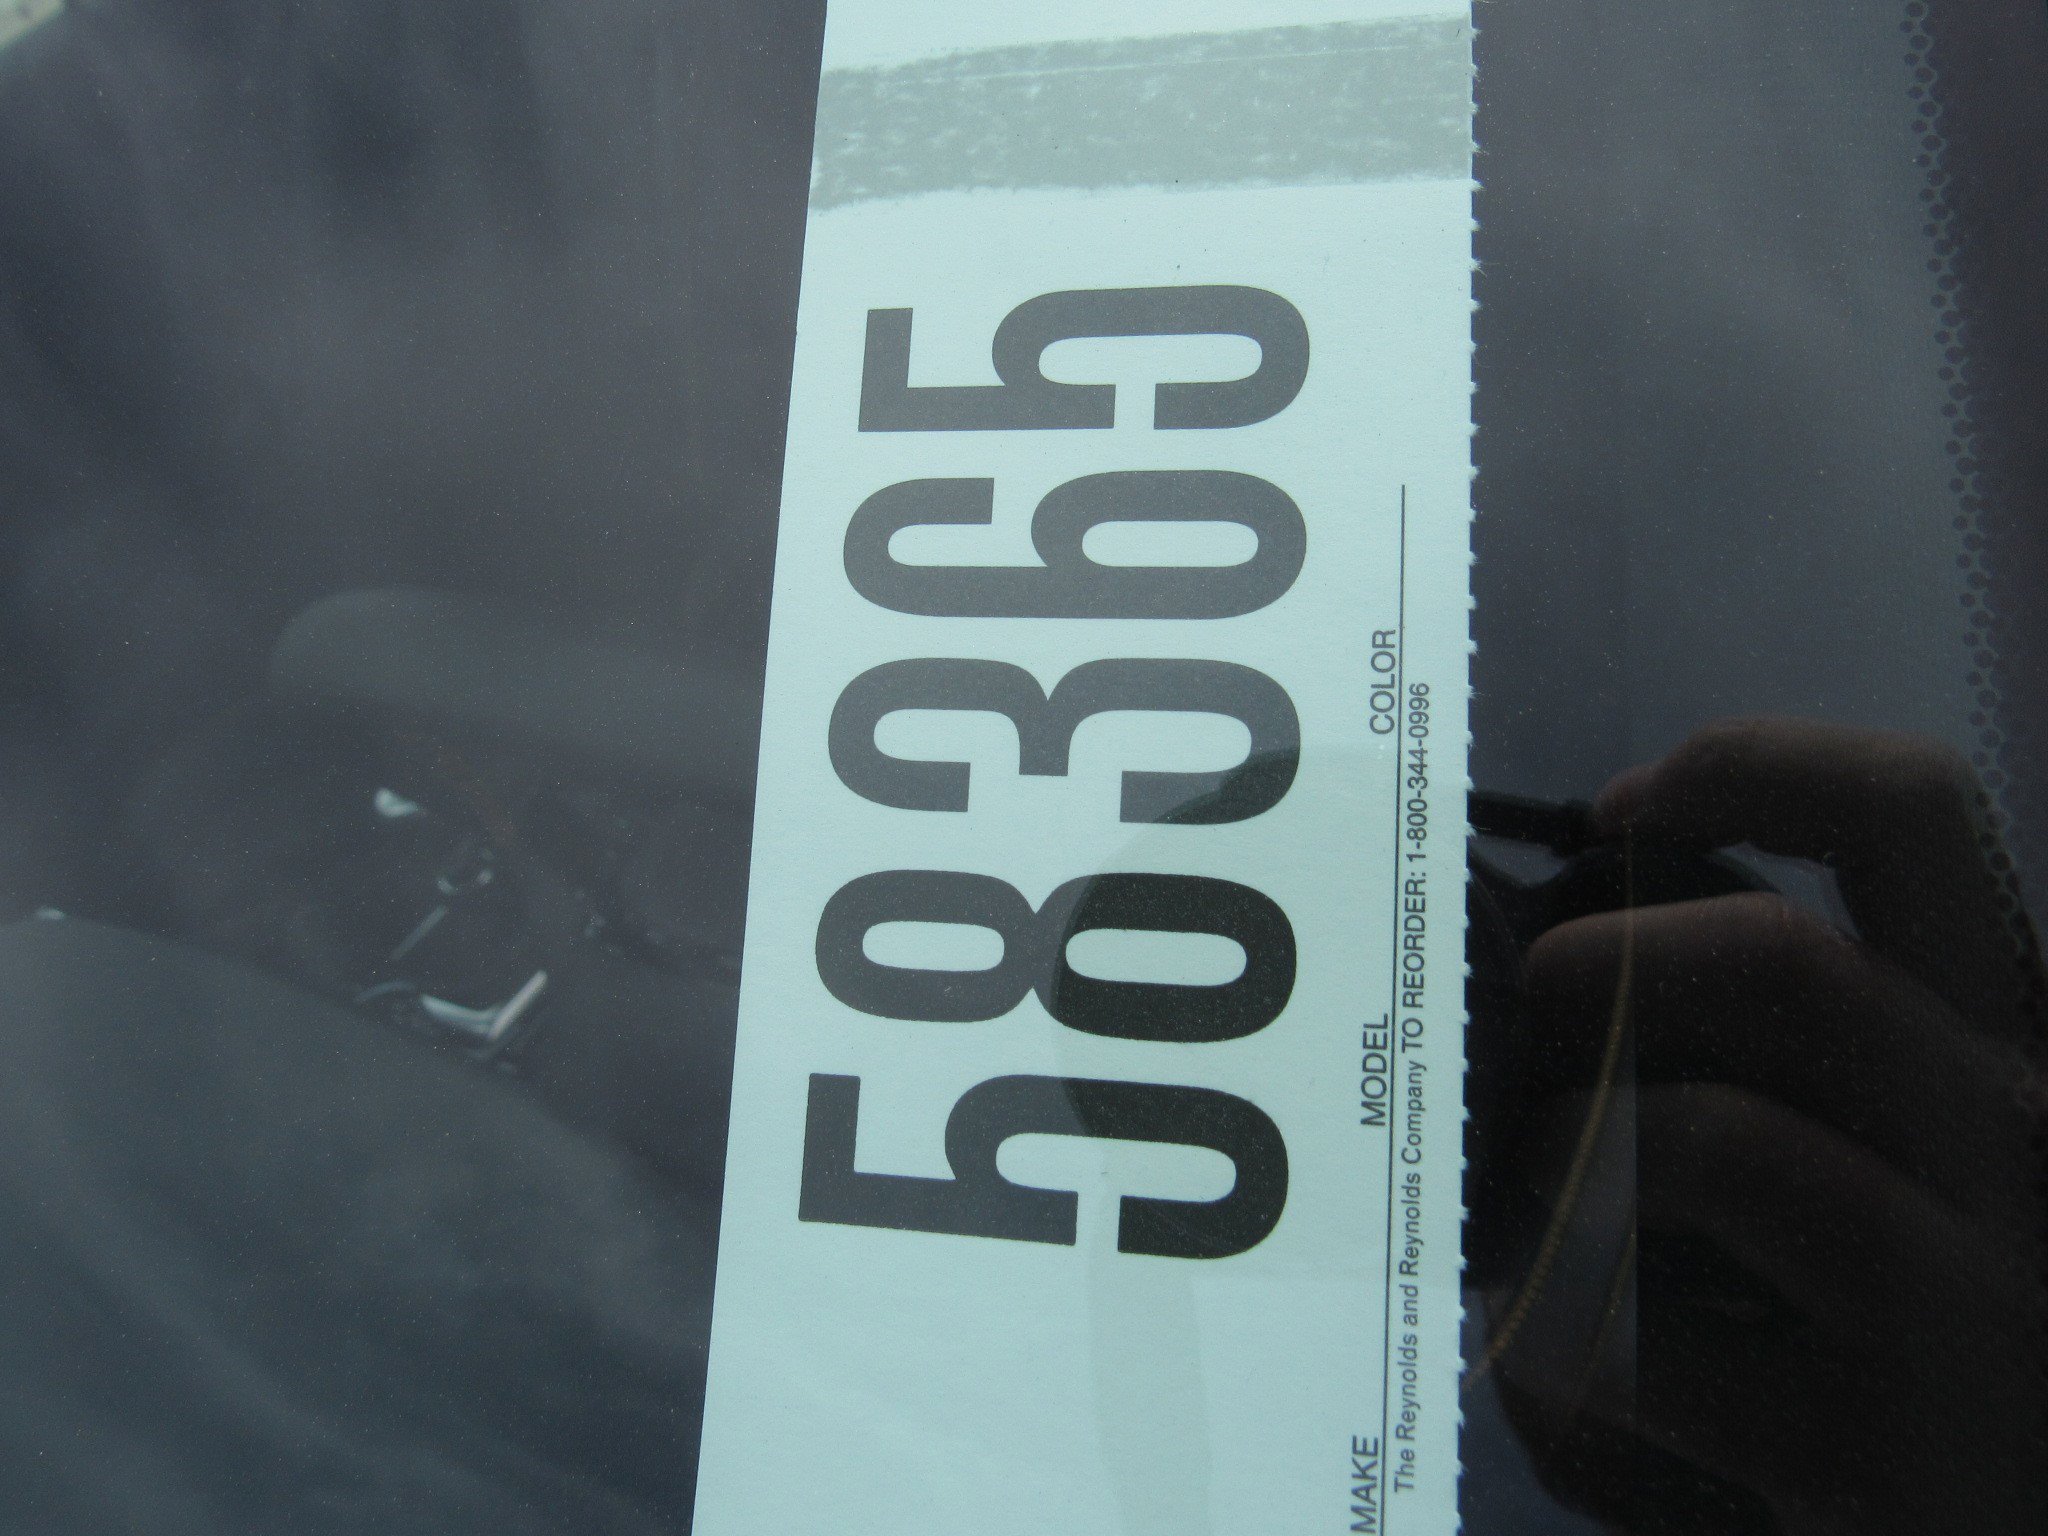 58365
MAKE MODEL COLOR
The Reynolds and Reynolds Company TO REORDER: 1-800-344-0996